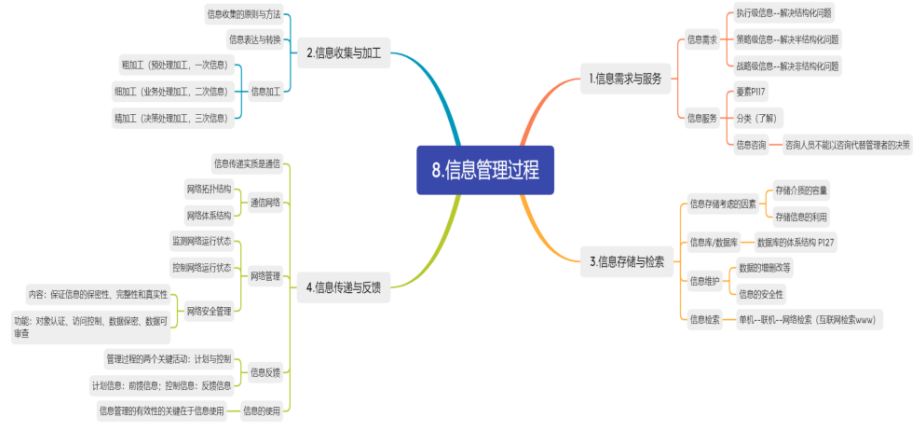 8.信息管理过程
1.信息需求与服务
信息需求
执行级信息--解决结构化问题
策略级信息--解决半结构化问题
战略级信息--解决非结构化问题
信息服务
要素P117
分类（了解）
信息咨询
咨询人员不能以咨询代替管理者的决策
2.信息收集与加工
信息收集的原则与方法
信息表达与转换
信息加工
粗加工（预处理加工，一次信息）
细加工（业务处理加工，二次信息）
精加工（决策处理加工，三次信息）
3.信息存储与检索
信息存储考虑的因素
存储介质的容量
存储信息的利用
信息库/数据库
数据库的体系结构 P127
信息维护
数据的增删改等
信息的安全性
信息检索
单机--联机--网络检索（互联网检索www）
4.信息传递与反馈
信息传递实质是通信
通信网络
网络拓扑结构
网络体系结构
网络管理
监测网络运行状态
控制网络运行状态
网络安全管理
内容：保证信息的保密性、完整性和真实性
功能：对象认证、访问控制、数据保密、数据可
审查
信息反馈
管理过程的两个关键活动：计划与控制
计划信息：前馈信息；控制信息：反馈信息
信息的使用
信息管理的有效性的关键在于信息使用